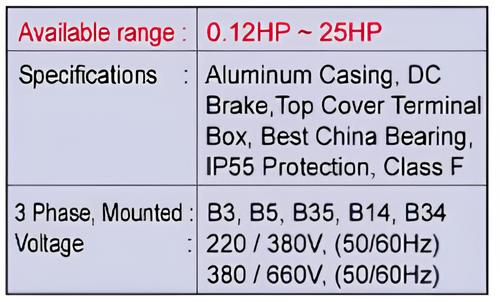 Available range : 0.12HP ~ 25HP
Specifications : Aluminum Casing, DC
Brake,Top Cover Terminal
Box, Best China Bearing,
IP55 Protection, Class F
3 Phase, Mounted : B3, B5, B35, B14, B34
Voltage : 220 / 380V, (50/60Hz)
380 / 660V, (50/60Hz)